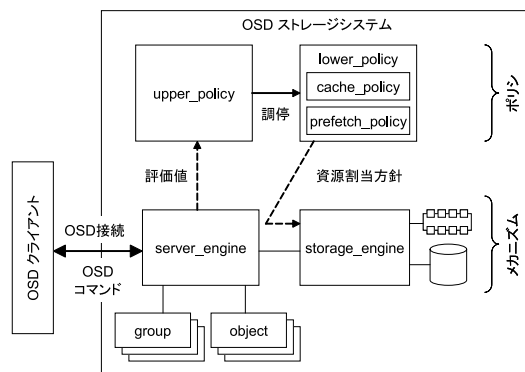 OSD ストレージシステム
upper_policy
調停
lower_policy
cache_policy
prefetch_policy
ポリシ
評価値
資源割当方針
OSD クライアント
OSD接続
OSD
コマンド
server_engine
storage_engine
メカニズム
group
object